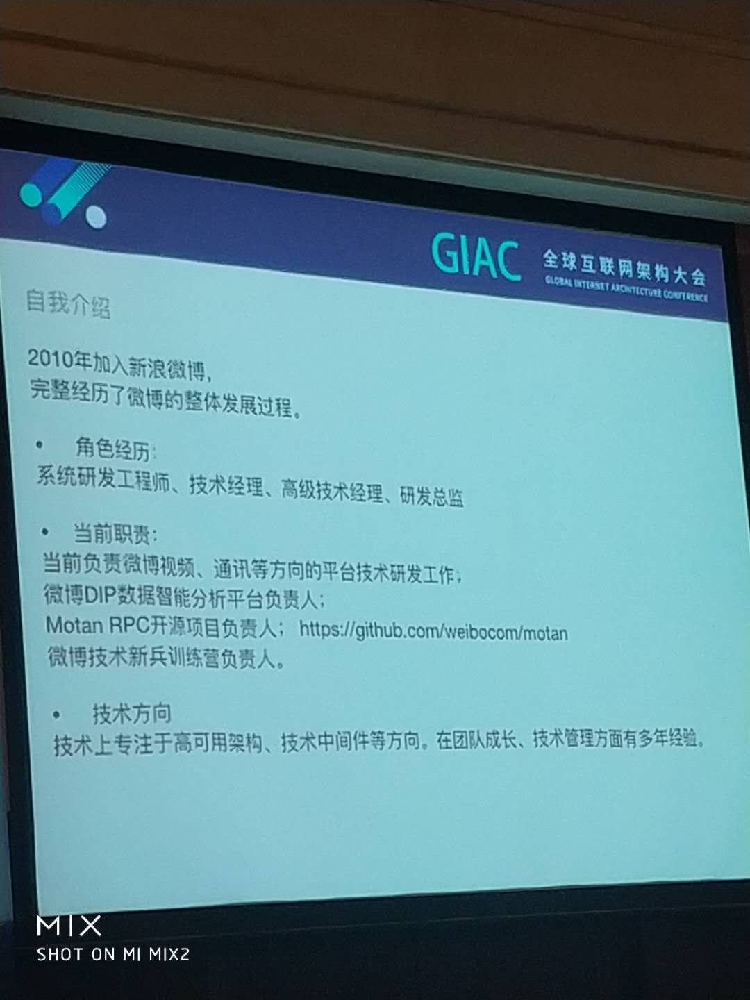 GIAC 全球互联网架构大会
GLOBAL INTERNET ARCHITECTURE CONFERENCE
自我介绍
2010年加入新浪微博,
完整经历了微博的整体发展过程。
• 角色经历:
系统研发工程师、技术经理、高级技术经理、研发总监
• 当前职责:
当前负责微博视频、通讯等方向的平台技术研发工作;
微博DIP数据智能分析平台负责人;
Motan RPC开源项目负责人; https://github.com/weibocom/motan
微博技术新兵训练营负责人。
• 技术方向
技术上专注于高可用架构、技术中间件等方向。在团队成长、技术管理方面有多年经验。
MIX
SHOT ON MI MIX2